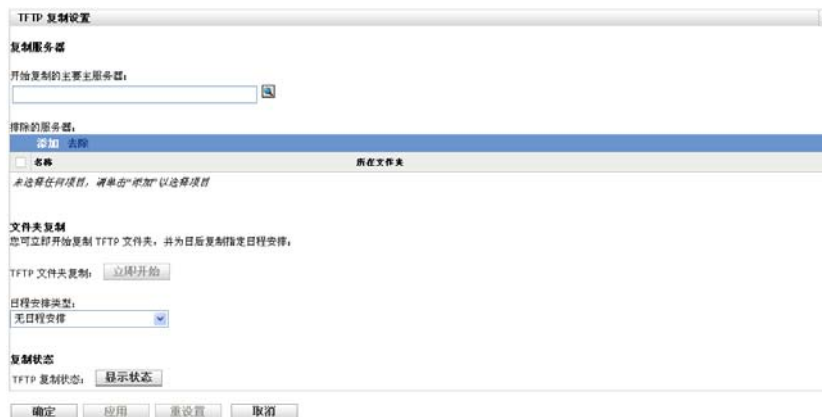 TFTP 复制设置
复制服务器
开始复制的主要主服务器:
排除的服务器:
添加 去除
名称 所在文件夹
未选择任何项目，请单击“添加”以选择项目
文件夹复制
您可立即开始复制 TFTP 文件夹，并为日后复制指定日程安排:
TFTP 文件夹复制: 立即开始
日程安排类型:
无日程安排
复制状态
TFTP 复制状态: 显示状态
确定 应用 重设置 取消